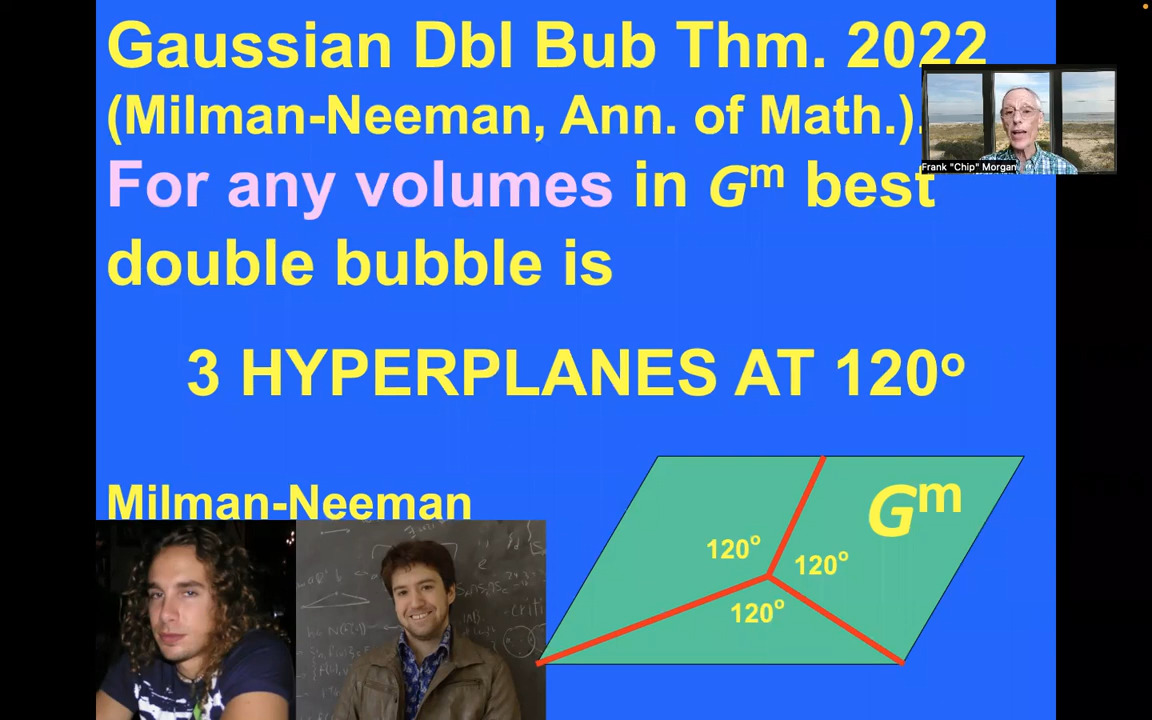 Gaussian Dbl Bub Thm. 2022
(Milman-Neeman, Ann. of Math.).
For any volumes in Gᵐ best
double bubble is
3 HYPERPLANES AT 120º
Milman-Neeman
Gᵐ
120º
120º
120º
Frank "Chip" Morgan